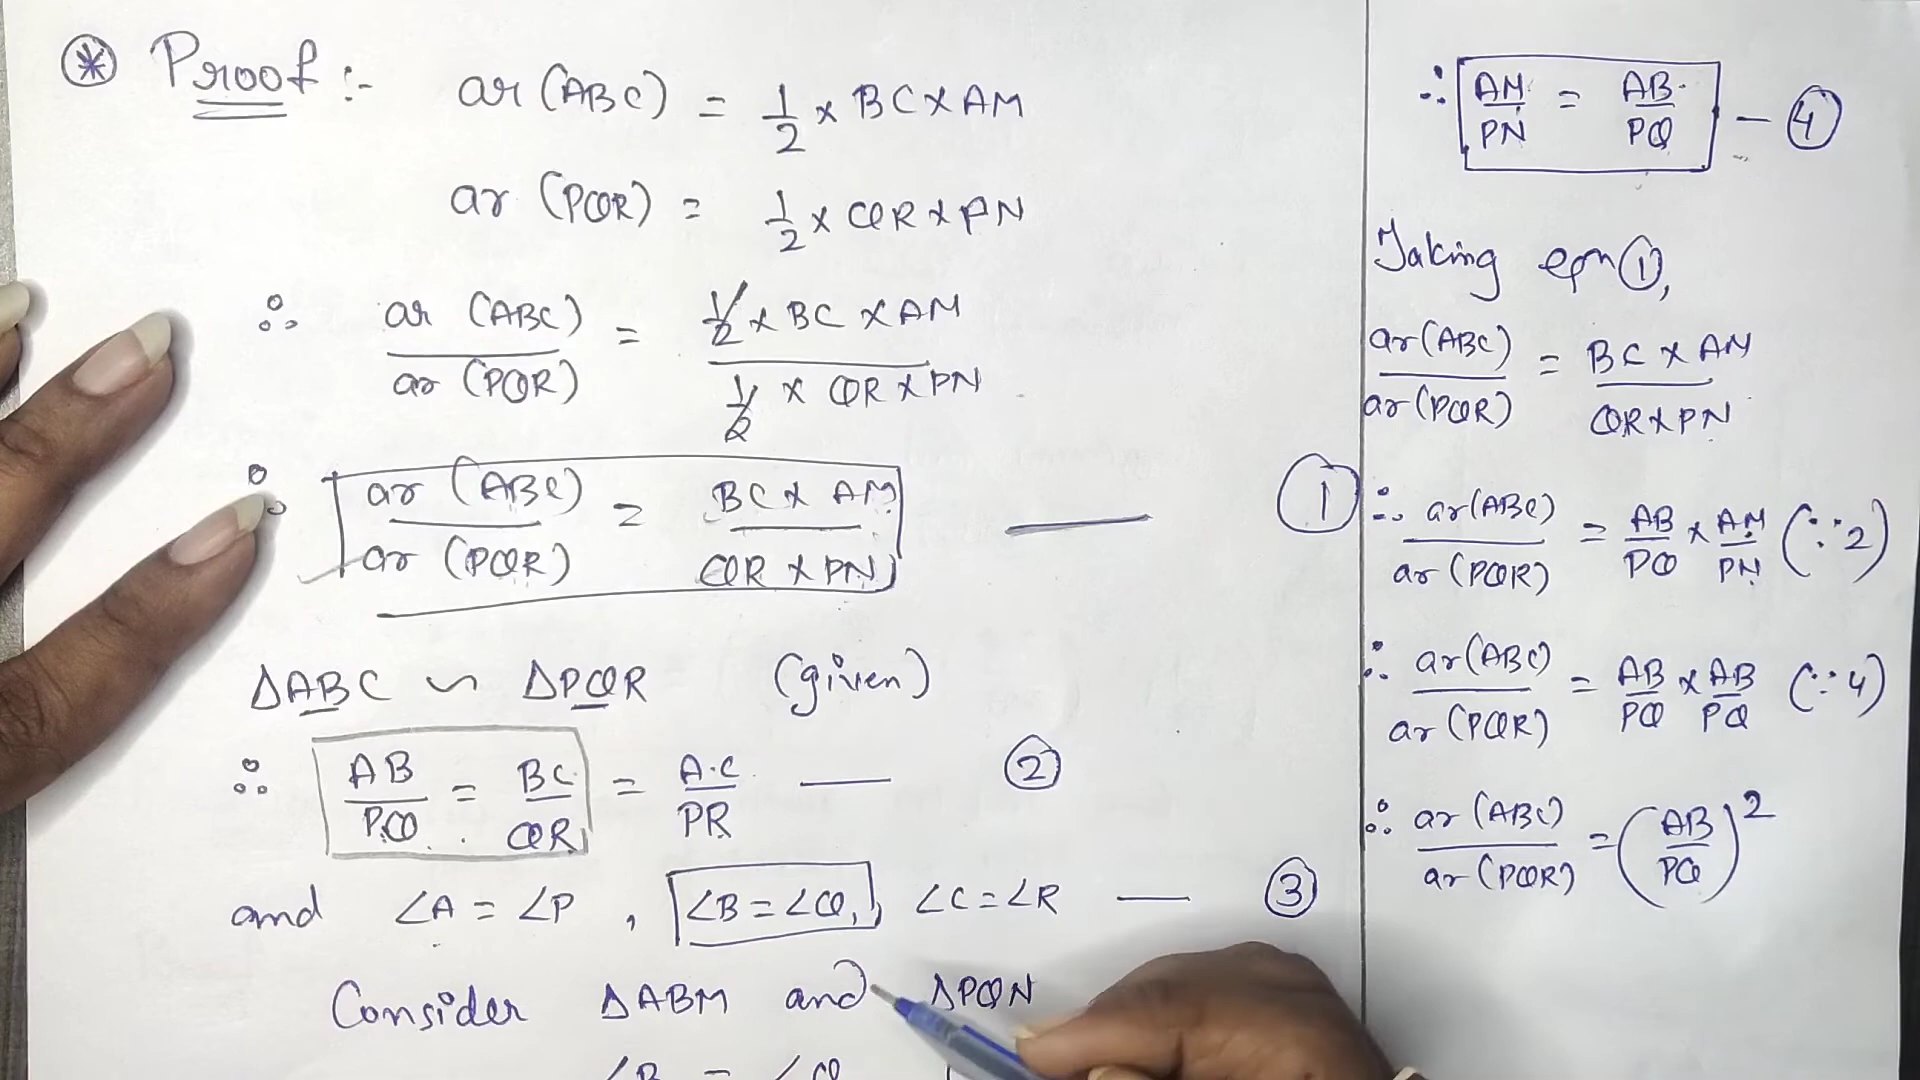 ⊛ Proof :- ar (ABC) = 1/2 × BC × AM
ar (PQR) = 1/2 × QR × PN
∴ ar (ABC) / ar (PQR) = 1/2 × BC × AM / 1/2 × QR × PN
∴ ar (ABC) / ar (PQR) = BC × AM / QR × PN — ①
ΔABC ∽ ΔPQR (given)
∴ AB/PQ = BC/QR = AC/PR — ②
and ∠A = ∠P , ∠B = ∠Q, ∠C = ∠R — ③
Consider ΔABM and ΔPQN
∠B = ∠Q
∴ AM/PN = AB/PQ — ④
Taking eqn ①,
ar (ABC) / ar (PQR) = BC × AM / QR × PN
∴ ar (ABC) / ar (PQR) = AB/PQ × AM/PN (∵ 2)
∴ ar (ABC) / ar (PQR) = AB/PQ × AB/PQ (∵ 4)
∴ ar (ABC) / ar (PQR) = (AB/PQ)²